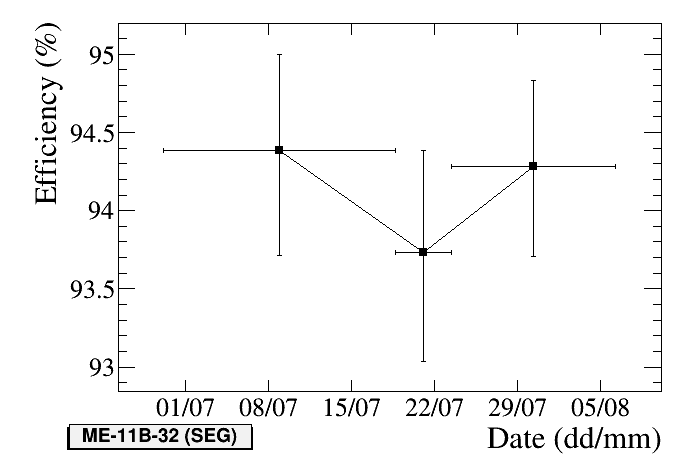 Efficiency (%)
95
94.5
94
93.5
93
01/07 08/07 15/07 22/07 29/07 05/08
ME-11B-32 (SEG)
Date (dd/mm)